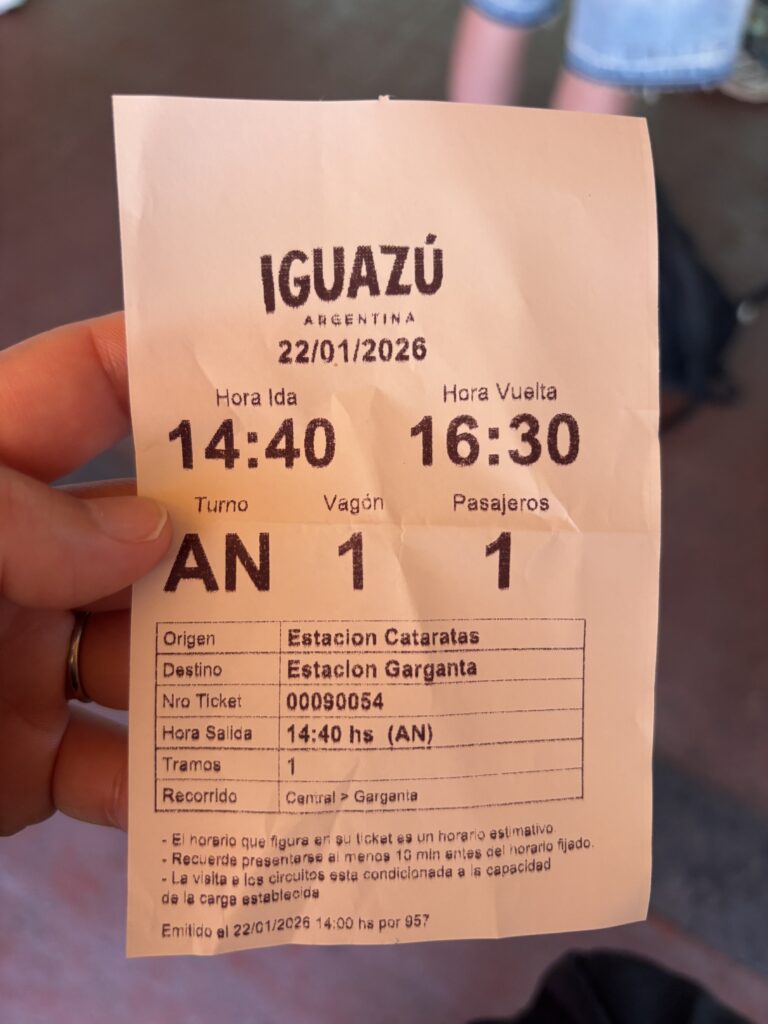 IGUAZÚ
ARGENTINA
22/01/2026
Hora Ida Hora Vuelta
14:40 16:30
Turno Vagón Pasajeros
AN 1 1
Origen Estacion Cataratas
Destino Estacion Garganta
Nro Ticket 00090054
Hora Salida 14:40 hs (AN)
Tramos 1
Recorrido Central > Garganta
- El horario que figura en su ticket es un horario estimativo.
- Recuerde presentarse al menos 10 min antes del horario fijado.
- La visita a los circuitos esta condicionada a la capacidad
de la carga establecida
Emitido el 22/01/2026 14:00 hs por 957